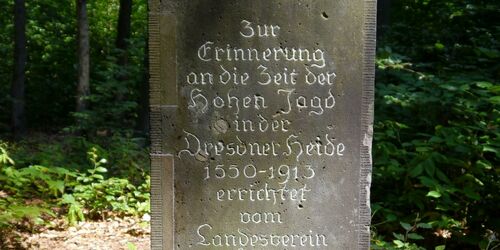 Zur
Erinnerung
an die Zeit der
Hohen Jagd
in der
Dresdner Heide
1550-1913
errichtet
vom
Landesverein